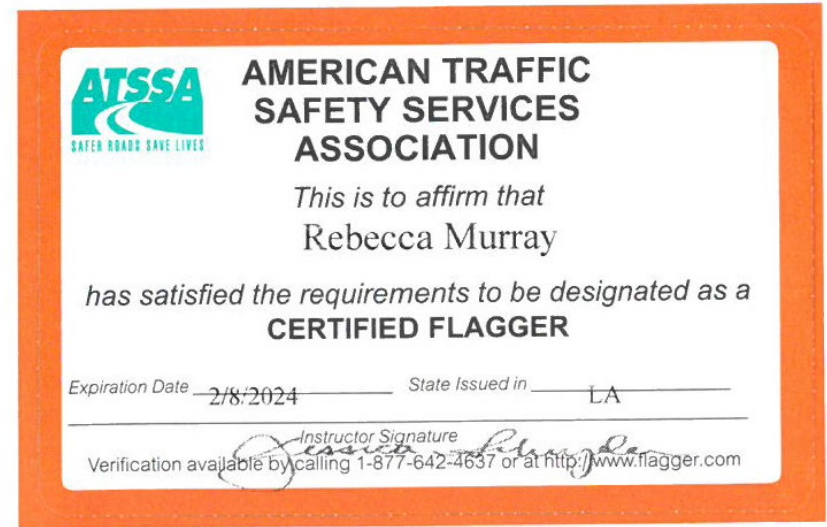 ATSSA
SAFER ROADS SAVE LIVES
AMERICAN TRAFFIC
SAFETY SERVICES
ASSOCIATION
This is to affirm that
Rebecca Murray
has satisfied the requirements to be designated as a
CERTIFIED FLAGGER
Expiration Date 2/8/2024 State Issued in LA
Instructor Signature
Jessica
Verification available by calling 1-877-642-4637 or at http://www.flagger.com